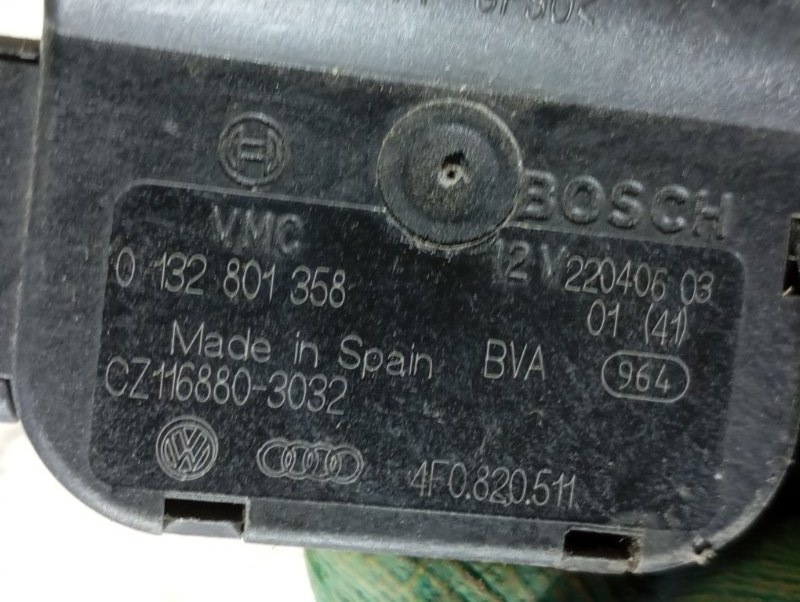 BOSCH
VMC
12V 220406 03
0 132 801 358
01 (41)
Made in Spain BVA 964
CZ116880-3032
4F0.820.511